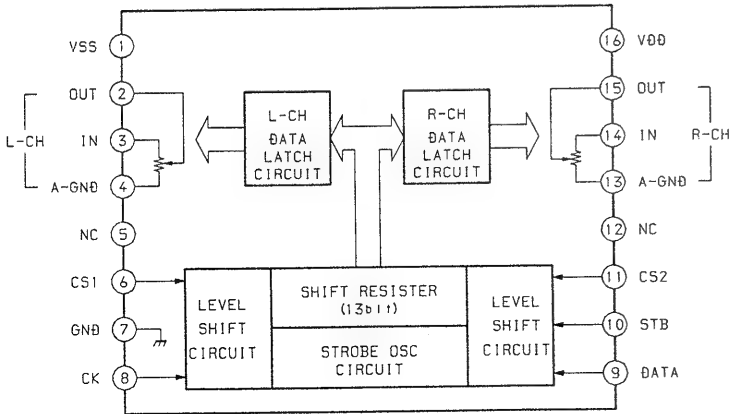 VSS 1
16 VDD
OUT 2
15 OUT
L-CH
IN 3
14 IN
R-CH
A-GND 4
13 A-GND
NC 5
12 NC
CS1 6
11 CS2
GND 7
10 STB
CK 8
9 DATA
L-CH
DATA
LATCH
CIRCUIT
R-CH
DATA
LATCH
CIRCUIT
LEVEL
SHIFT
CIRCUIT
SHIFT RESISTER
(13bit)
STROBE OSC
CIRCUIT
LEVEL
SHIFT
CIRCUIT